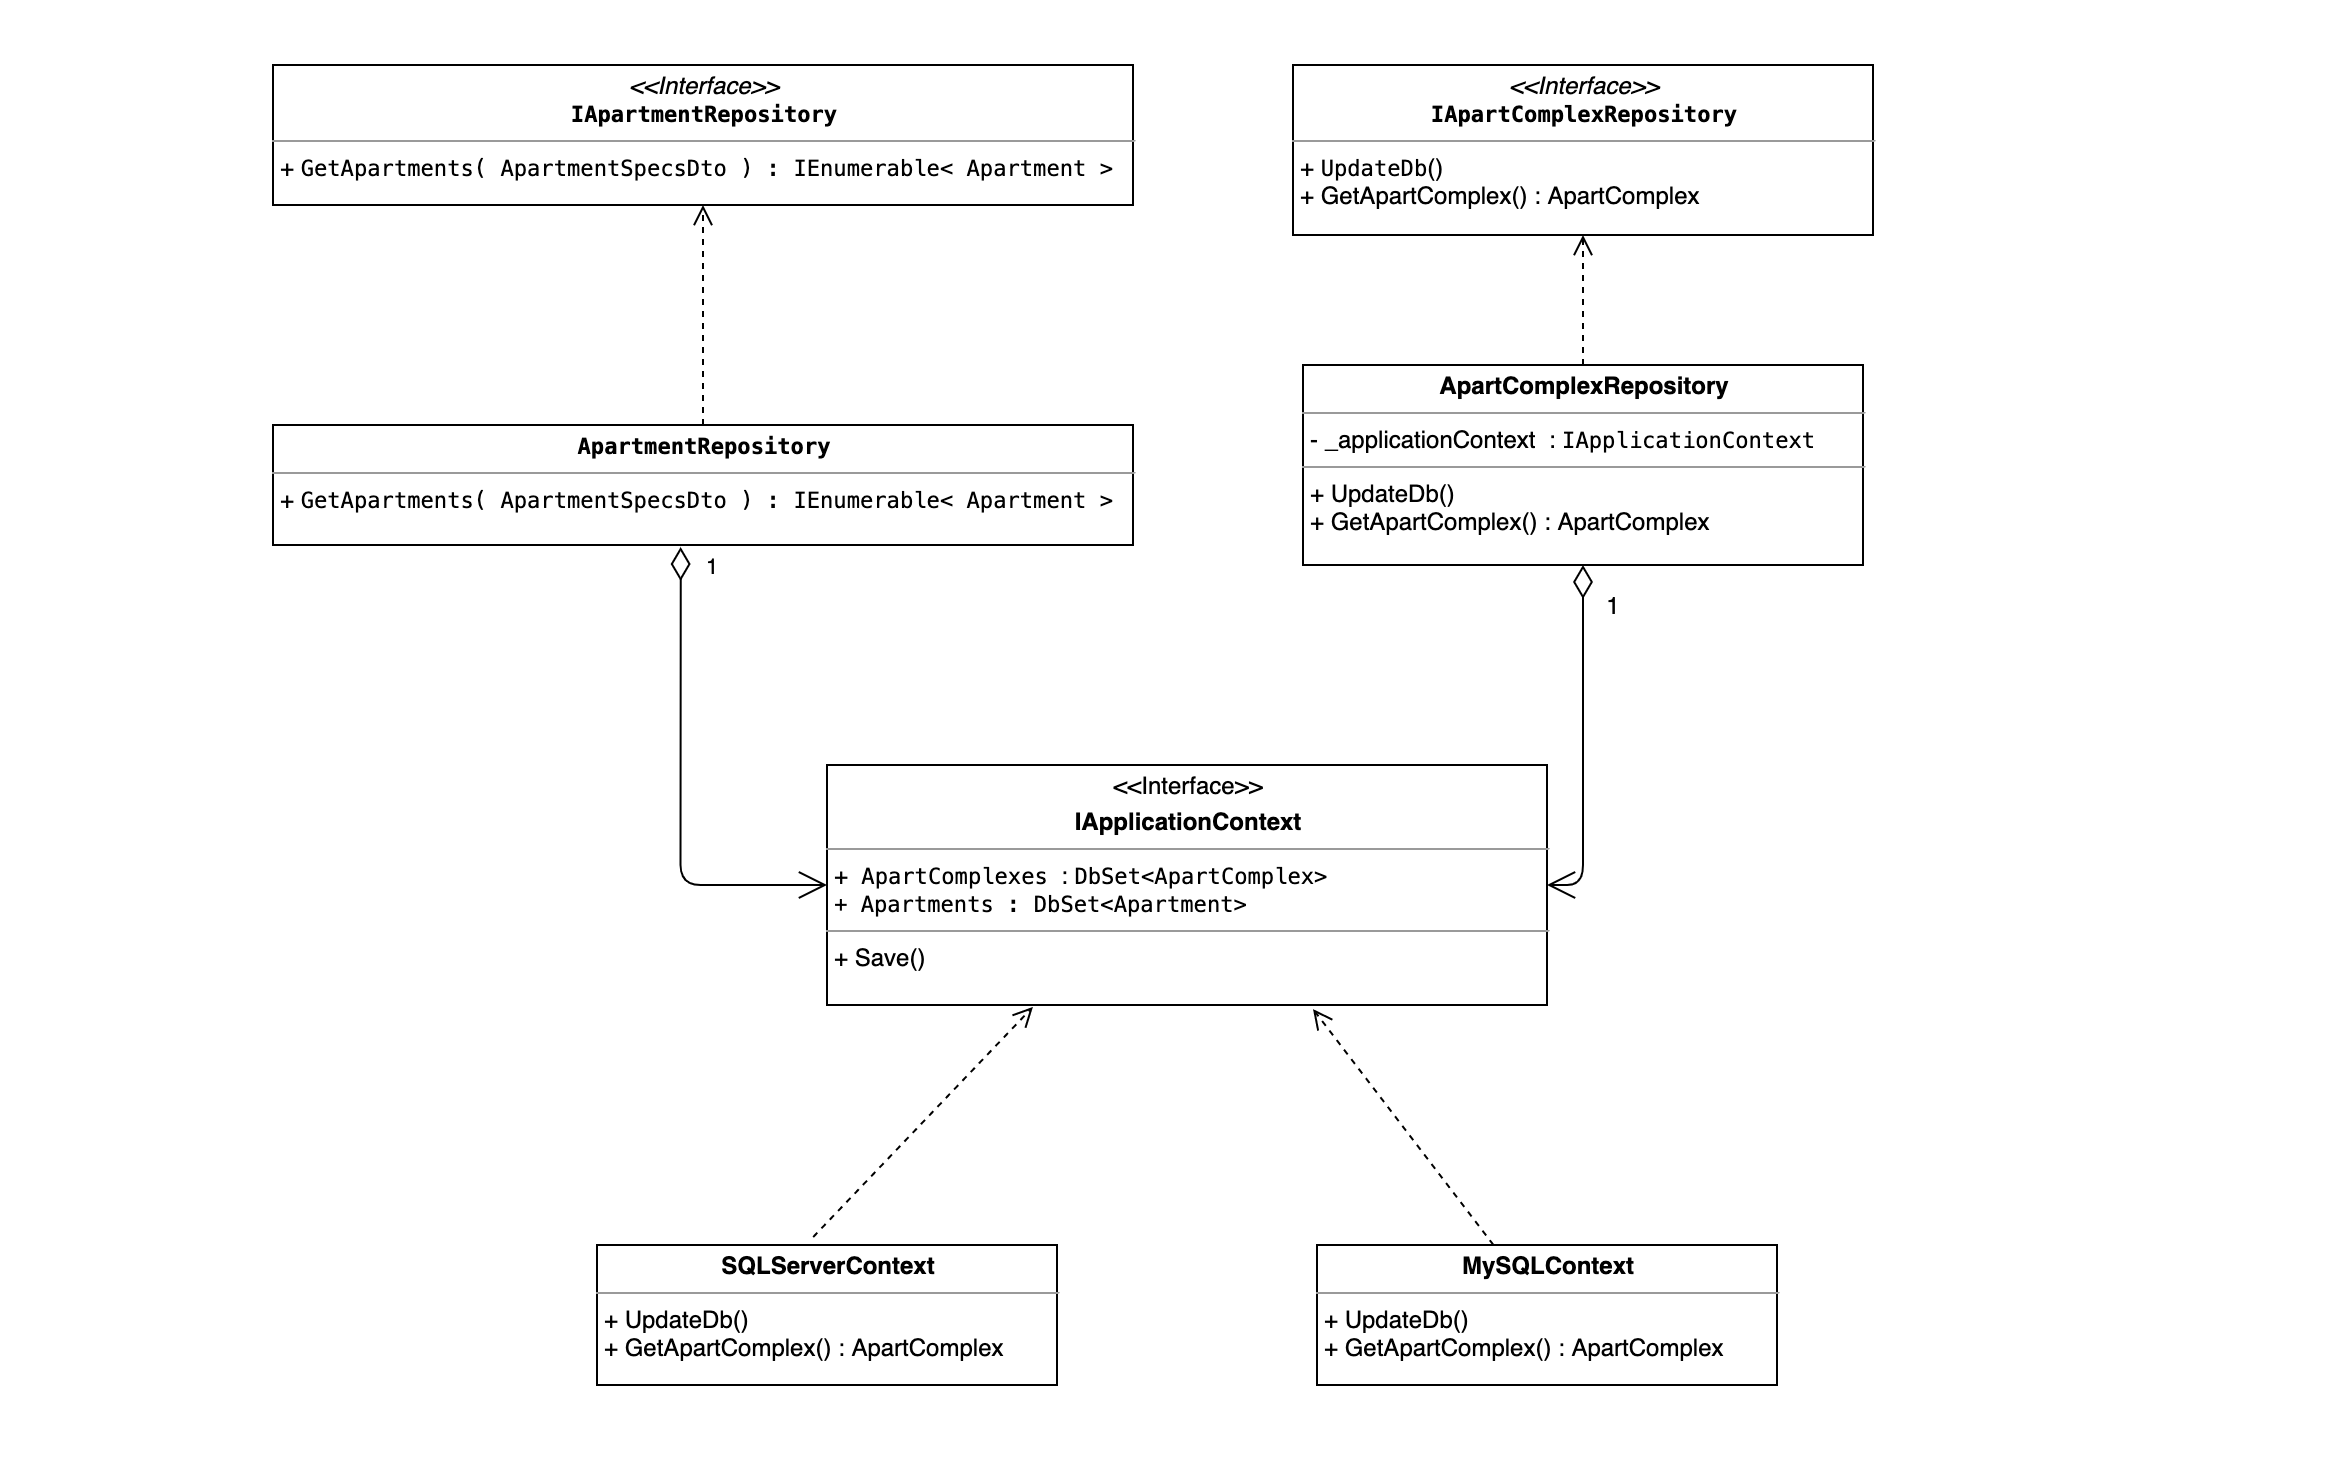 <<Interface>>
IApartmentRepository
+ GetApartments( ApartmentSpecsDto ) : IEnumerable< Apartment >
<<Interface>>
IApartComplexRepository
+ UpdateDb()
+ GetApartComplex() : ApartComplex
ApartmentRepository
+ GetApartments( ApartmentSpecsDto ) : IEnumerable< Apartment >
1
ApartComplexRepository
- _applicationContext : IApplicationContext
+ UpdateDb()
+ GetApartComplex() : ApartComplex
1
<<Interface>>
IApplicationContext
+ ApartComplexes : DbSet<ApartComplex>
+ Apartments : DbSet<Apartment>
+ Save()
SQLServerContext
+ UpdateDb()
+ GetApartComplex() : ApartComplex
MySQLContext
+ UpdateDb()
+ GetApartComplex() : ApartComplex